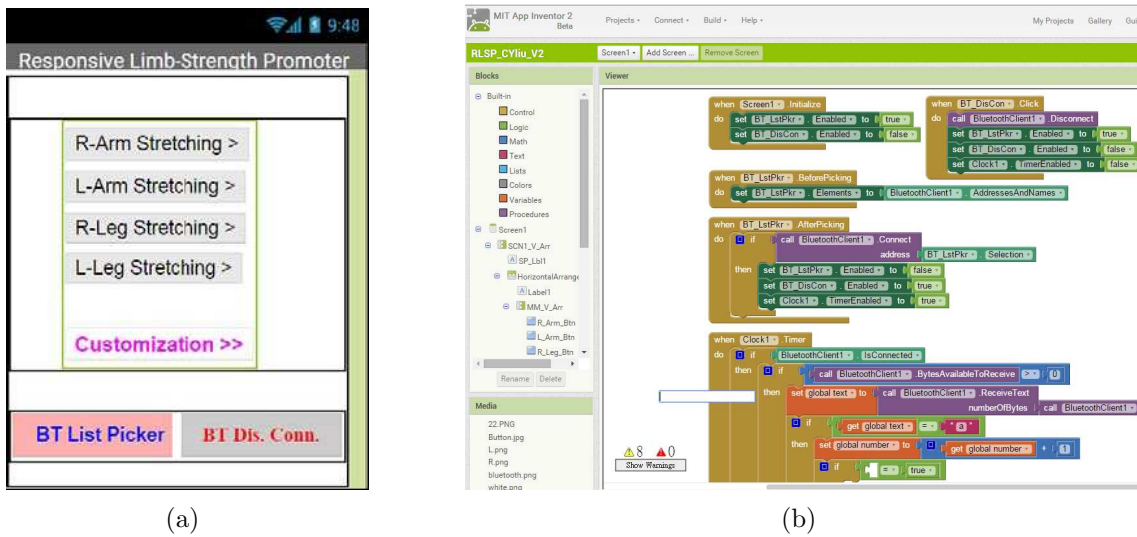 9:48
Responsive Limb-Strength Promoter
R-Arm Stretching >
L-Arm Stretching >
R-Leg Stretching >
L-Leg Stretching >
Customization >>
BT List Picker BT Dis. Conn.
(a)
MIT App Inventor 2
Beta
Projects Connect Build Help My Projects Gallery Gui
RLSP_CYliu_V2 Screen1 Add Screen ... Remove Screen
Blocks
Built-in
Control
Logic
Math
Text
Lists
Colors
Variables
Procedures
Screen1
SCN1_V_Arr
SP_Lbl1
HorizontalArrange
Label1
MM_V_Arr
R_Arm_Btn
L_Arm_Btn
R_Leg_Btn
Rename Delete
Media
22.PNG
Button.jpg
L.png
R.png
bluetooth.png
white.png
Viewer
when Screen1 .Initialize
do set BT_LstPkr . Enabled to true
set BT_DisCon . Enabled to false
when BT_DisCon .Click
do call BluetoothClient1 .Disconnect
set BT_LstPkr . Enabled to true
set BT_DisCon . Enabled to false
set Clock1 . TimerEnabled to false
when BT_LstPkr .BeforePicking
do set BT_LstPkr . Elements to BluetoothClient1 . AddressesAndNames
when BT_LstPkr .AfterPicking
do if call BluetoothClient1 .Connect
address BT_LstPkr . Selection
then set BT_LstPkr . Enabled to false
set BT_DisCon . Enabled to true
set Clock1 . TimerEnabled to true
when Clock1 .Timer
do if BluetoothClient1 . IsConnected
then if call BluetoothClient1 .BytesAvailableToReceive > 0
then set global text to call BluetoothClient1 .ReceiveText
numberOfBytes call BluetoothClient1
if get global text = " a "
then set global number to get global number + 1
if = true
8 0
Show Warnings
(b)